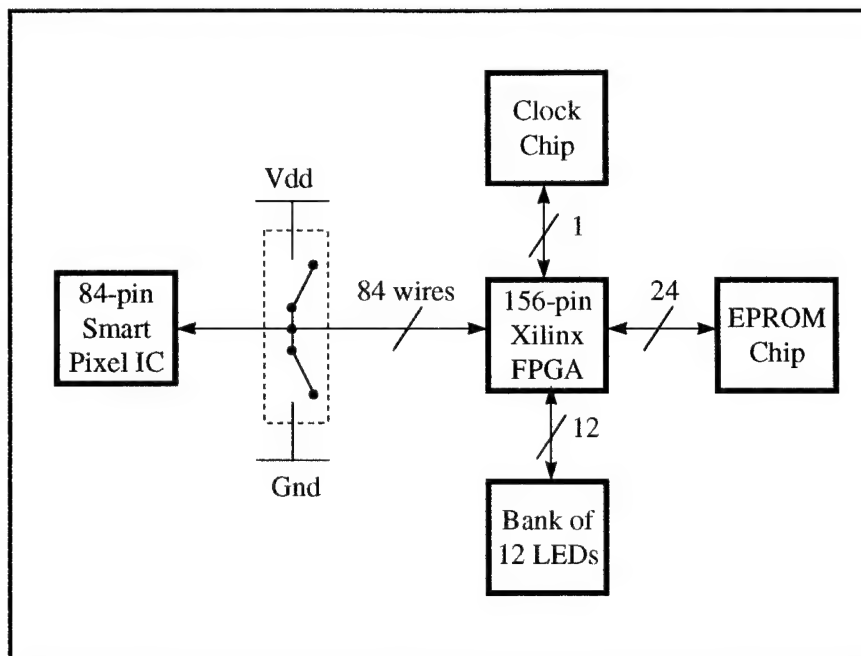 Clock
Chip
Vdd
1
84-pin
Smart
Pixel IC
84 wires
156-pin
Xilinx
FPGA
24
EPROM
Chip
12
Gnd
Bank of
12 LEDs